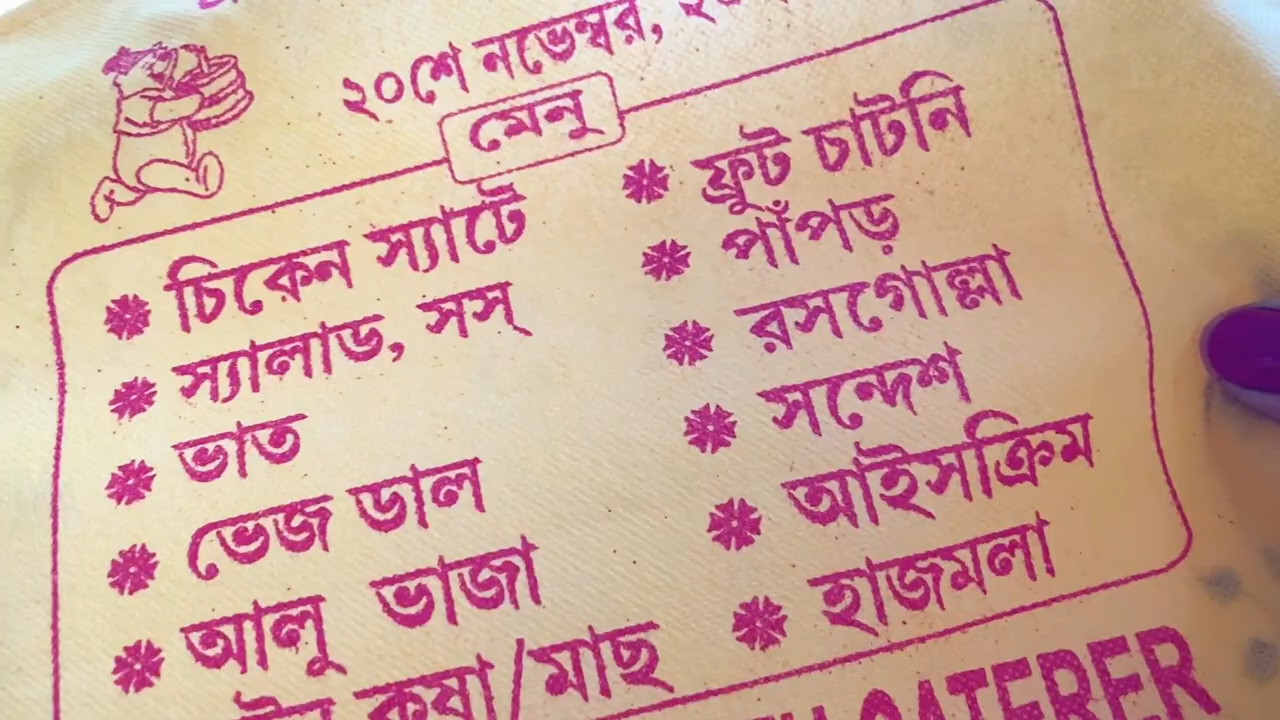 ২০শে নভেম্বর,
মেনু
চিকেন স্যাটে
স্যালাড, সস্
ভাত
ভেজ ডাল
আলু ভাজা
কষা/মাছ
ফ্রুট চাটনি
পাঁপড়
রসগোল্লা
সন্দেশ
আইসক্রিম
হাজমলা
CATERER